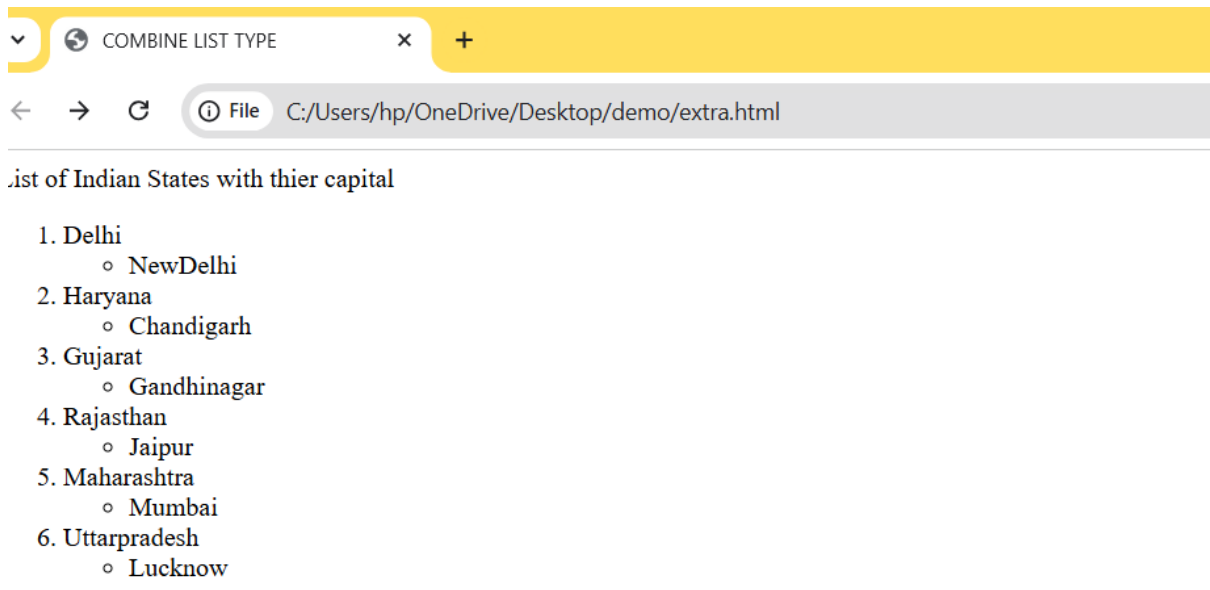 COMBINE LIST TYPE
File C:/Users/hp/OneDrive/Desktop/demo/extra.html
List of Indian States with thier capital
1. Delhi
NewDelhi
2. Haryana
Chandigarh
3. Gujarat
Gandhinagar
4. Rajasthan
Jaipur
5. Maharashtra
Mumbai
6. Uttarpradesh
Lucknow